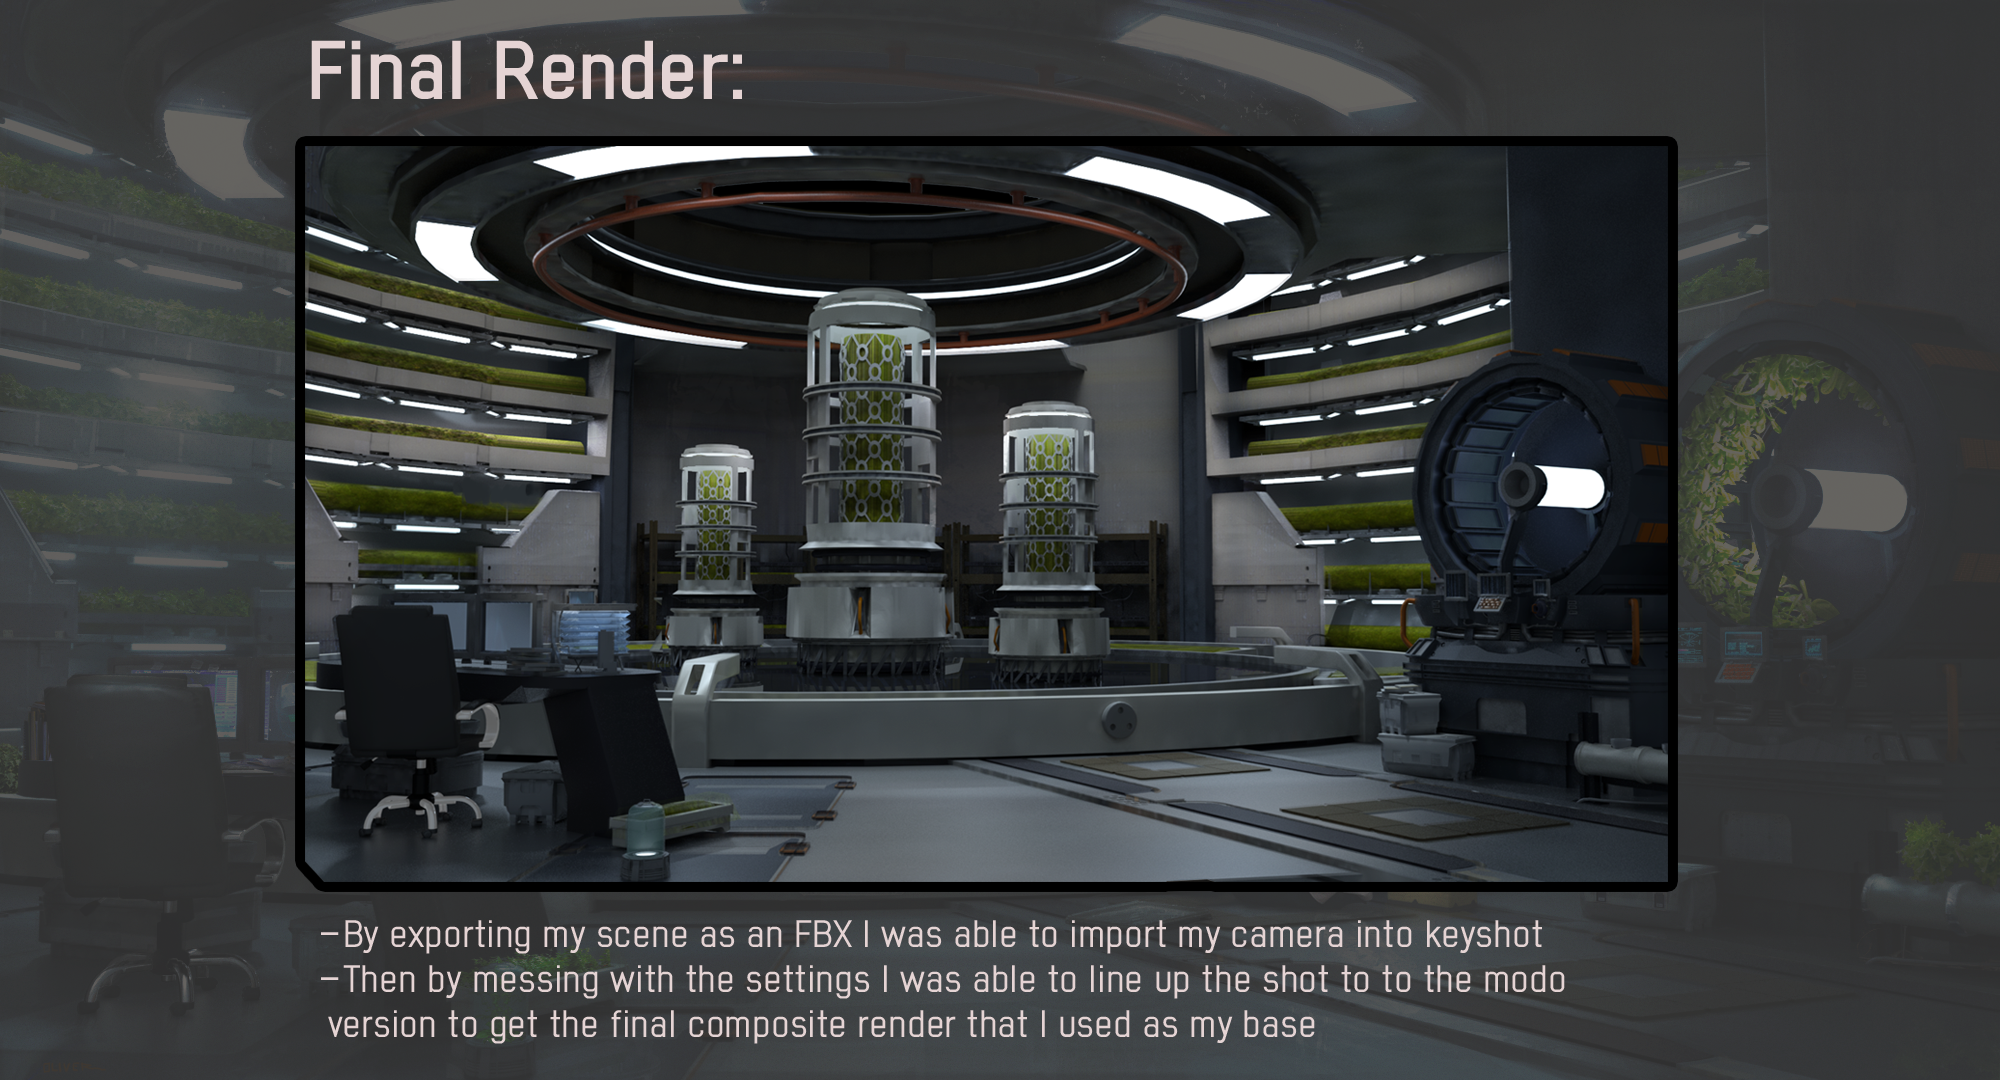 Final Render:
-By exporting my scene as an FBX I was able to import my camera into keyshot
-Then by messing with the settings I was able to line up the shot to to the modo
version to get the final composite render that I used as my base